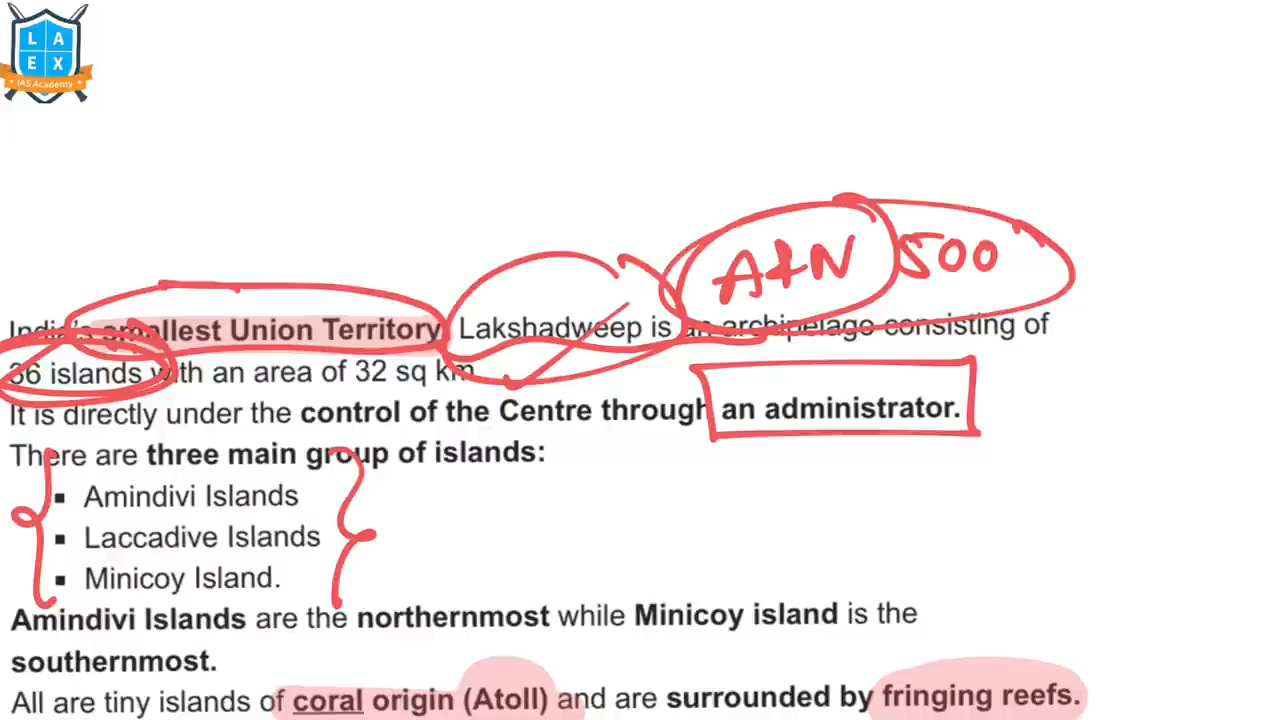 L A
E X
IAS Academy
A&N 500
India's smallest Union Territory Lakshadweep is an archipelago consisting of
36 islands with an area of 32 sq km
It is directly under the control of the Centre through an administrator.
There are three main group of islands:
▪ Amindivi Islands
▪ Laccadive Islands
▪ Minicoy Island.
Amindivi Islands are the northernmost while Minicoy island is the
southernmost.
All are tiny islands of coral origin (Atoll) and are surrounded by fringing reefs.